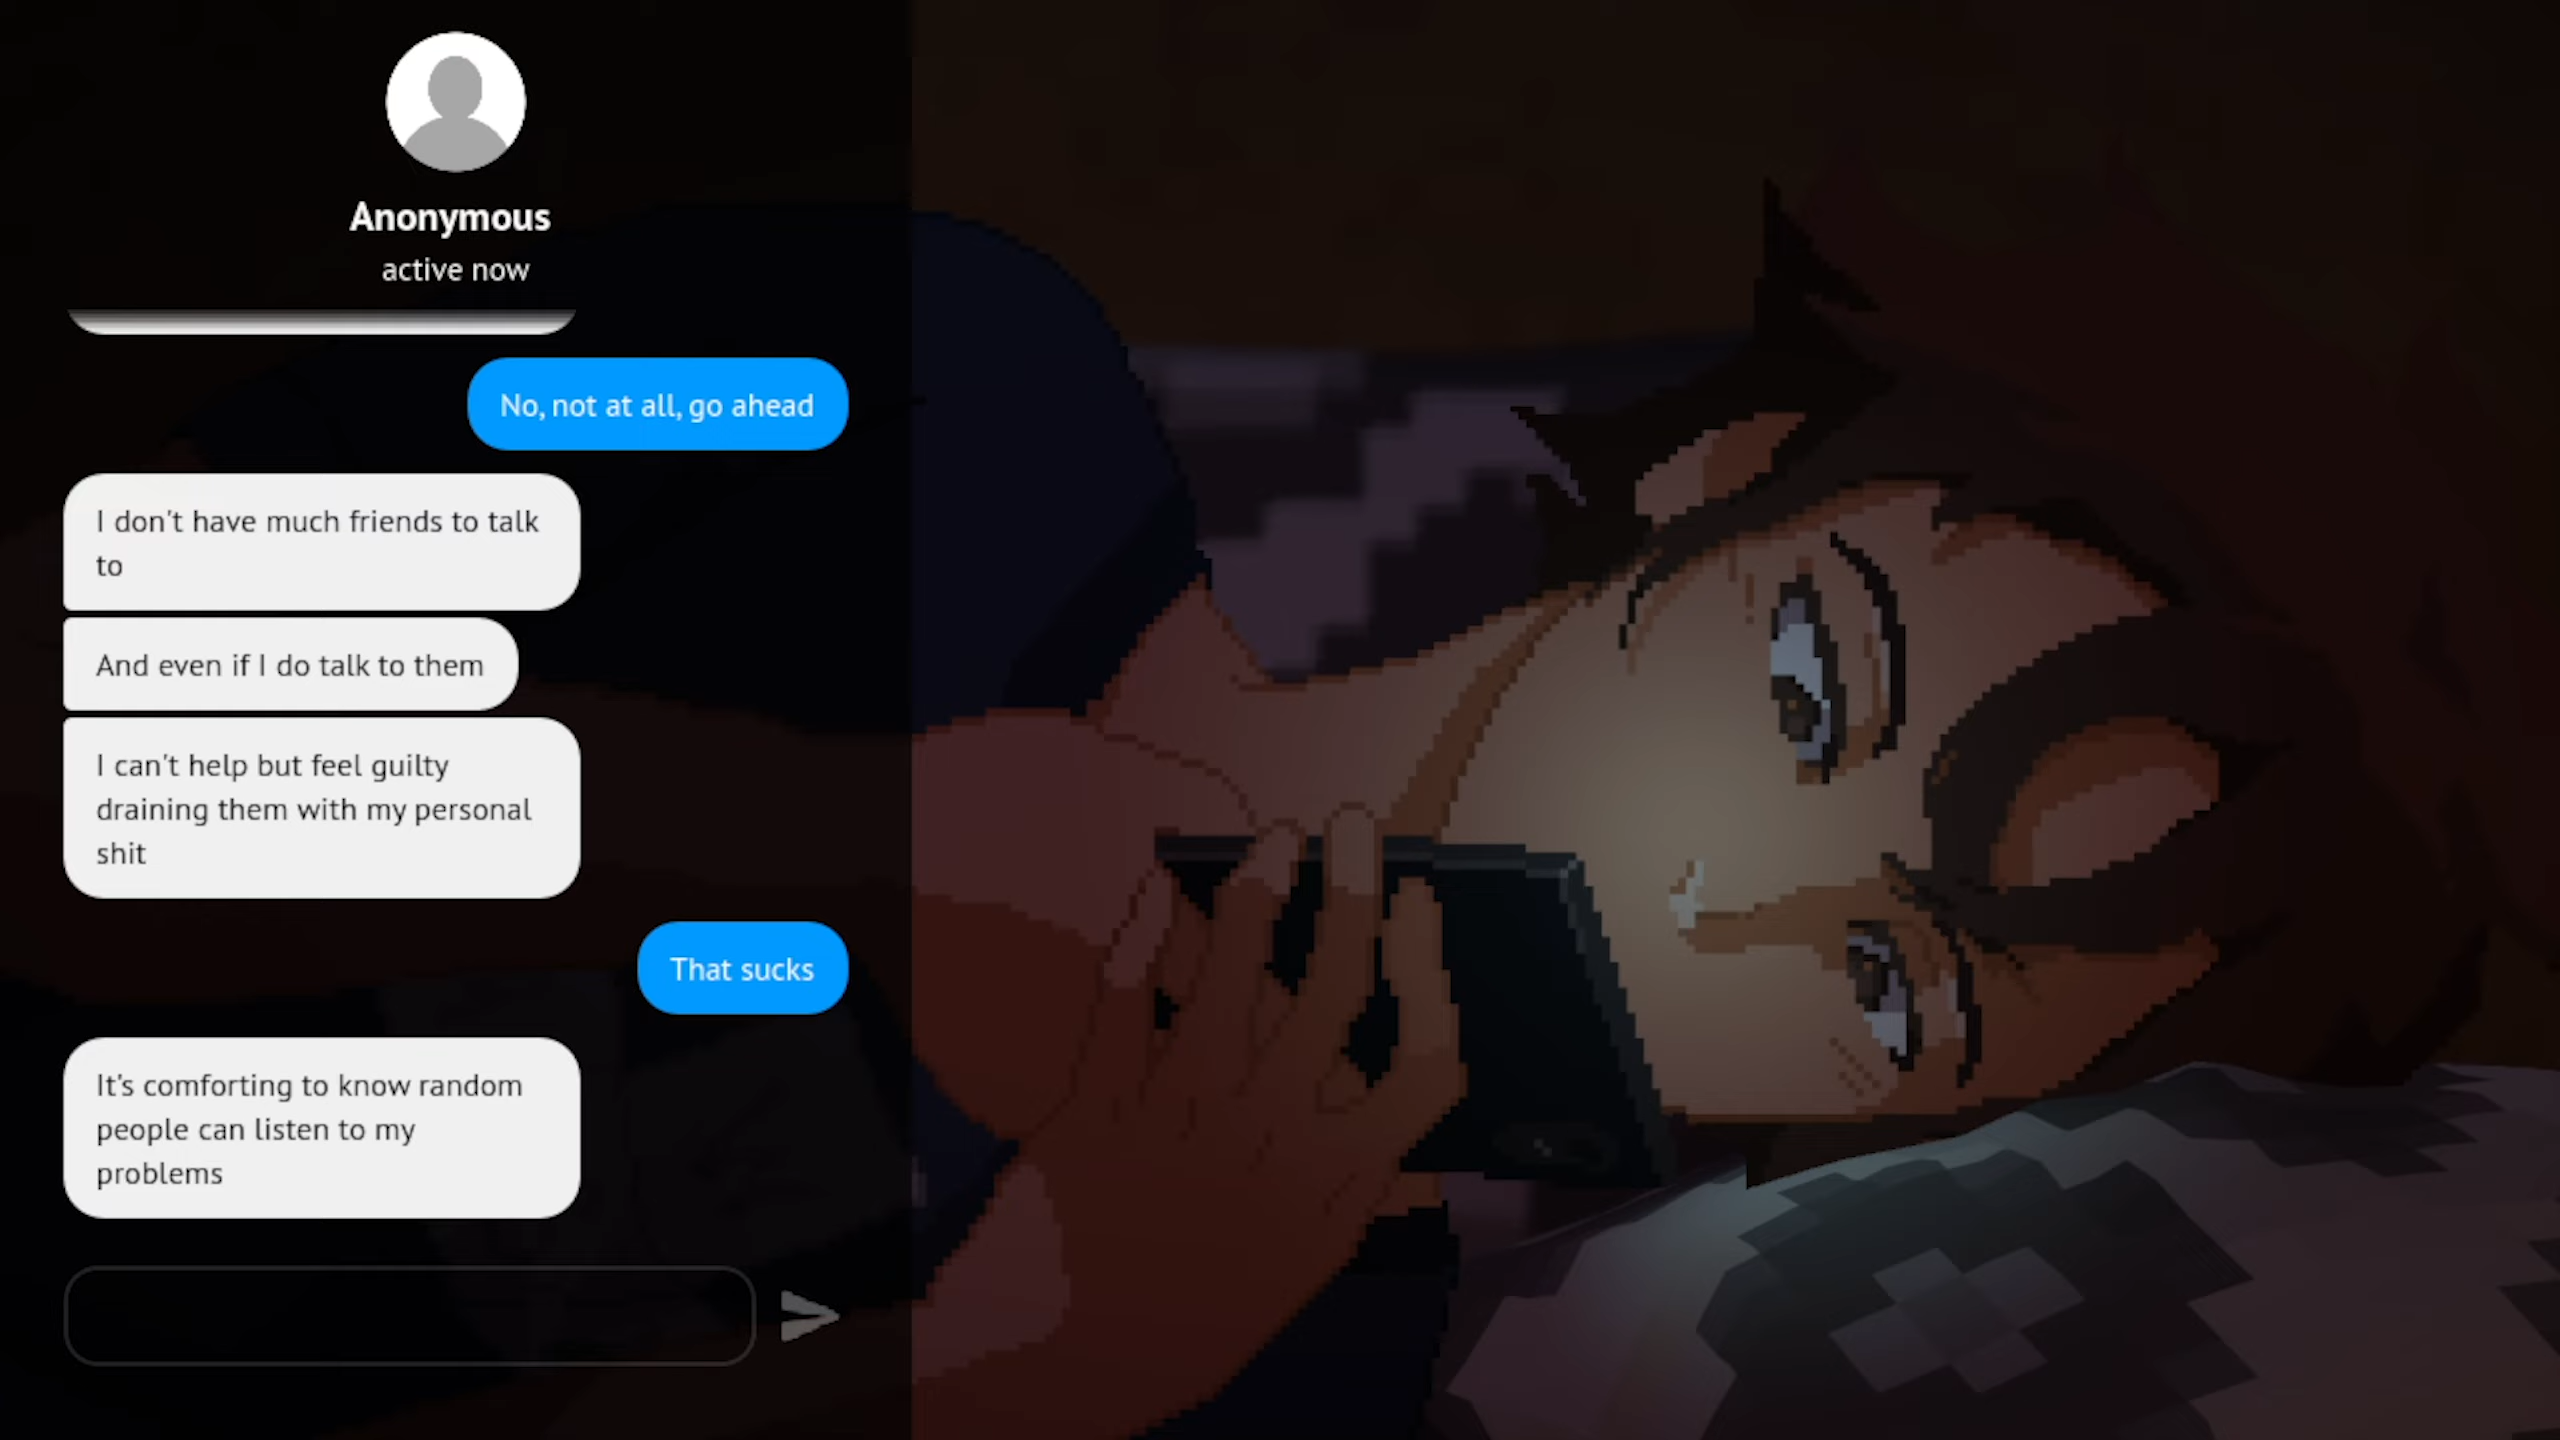 Anonymous
active now
No, not at all, go ahead
I don't have much friends to talk
to
And even if I do talk to them
I can't help but feel guilty
draining them with my personal
shit
That sucks
It's comforting to know random
people can listen to my
problems